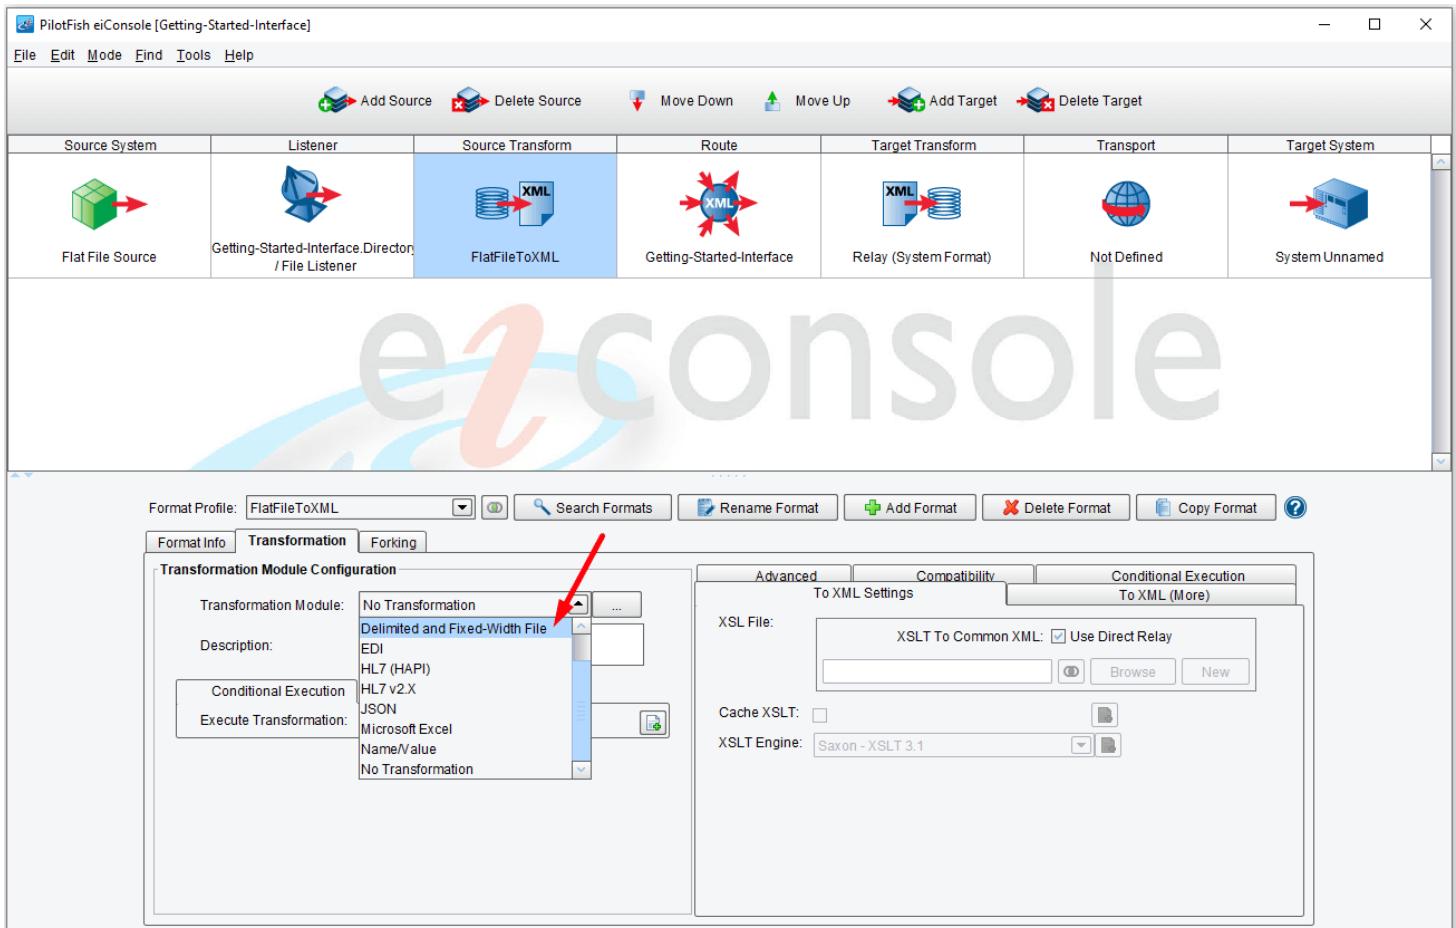 PilotFish eiConsole [Getting-Started-Interface]
File Edit Mode Find Tools Help
Add Source Delete Source Move Down Move Up Add Target Delete Target
Source System Listener Source Transform Route Target Transform Transport Target System
XML XML XML
Flat File Source Getting-Started-Interface.Directory FlatFileToXML Getting-Started-Interface Relay (System Format) Not Defined System Unnamed
/ File Listener
eiconsole
Format Profile: FlatFileToXML Search Formats Rename Format Add Format Delete Format Copy Format ?
Format Info Transformation Forking
Transformation Module Configuration
Transformation Module: No Transformation ...
Delimited and Fixed-Width File
Description:
EDI
HL7 (HAPI)
HL7 v2.X
JSON
Microsoft Excel
Name/Value
No Transformation
Conditional Execution
Execute Transformation:
Advanced Compatibility Conditional Execution
To XML Settings To XML (More)
XSL File:
XSLT To Common XML: Use Direct Relay
Browse New
Cache XSLT:
XSLT Engine: Saxon - XSLT 3.1